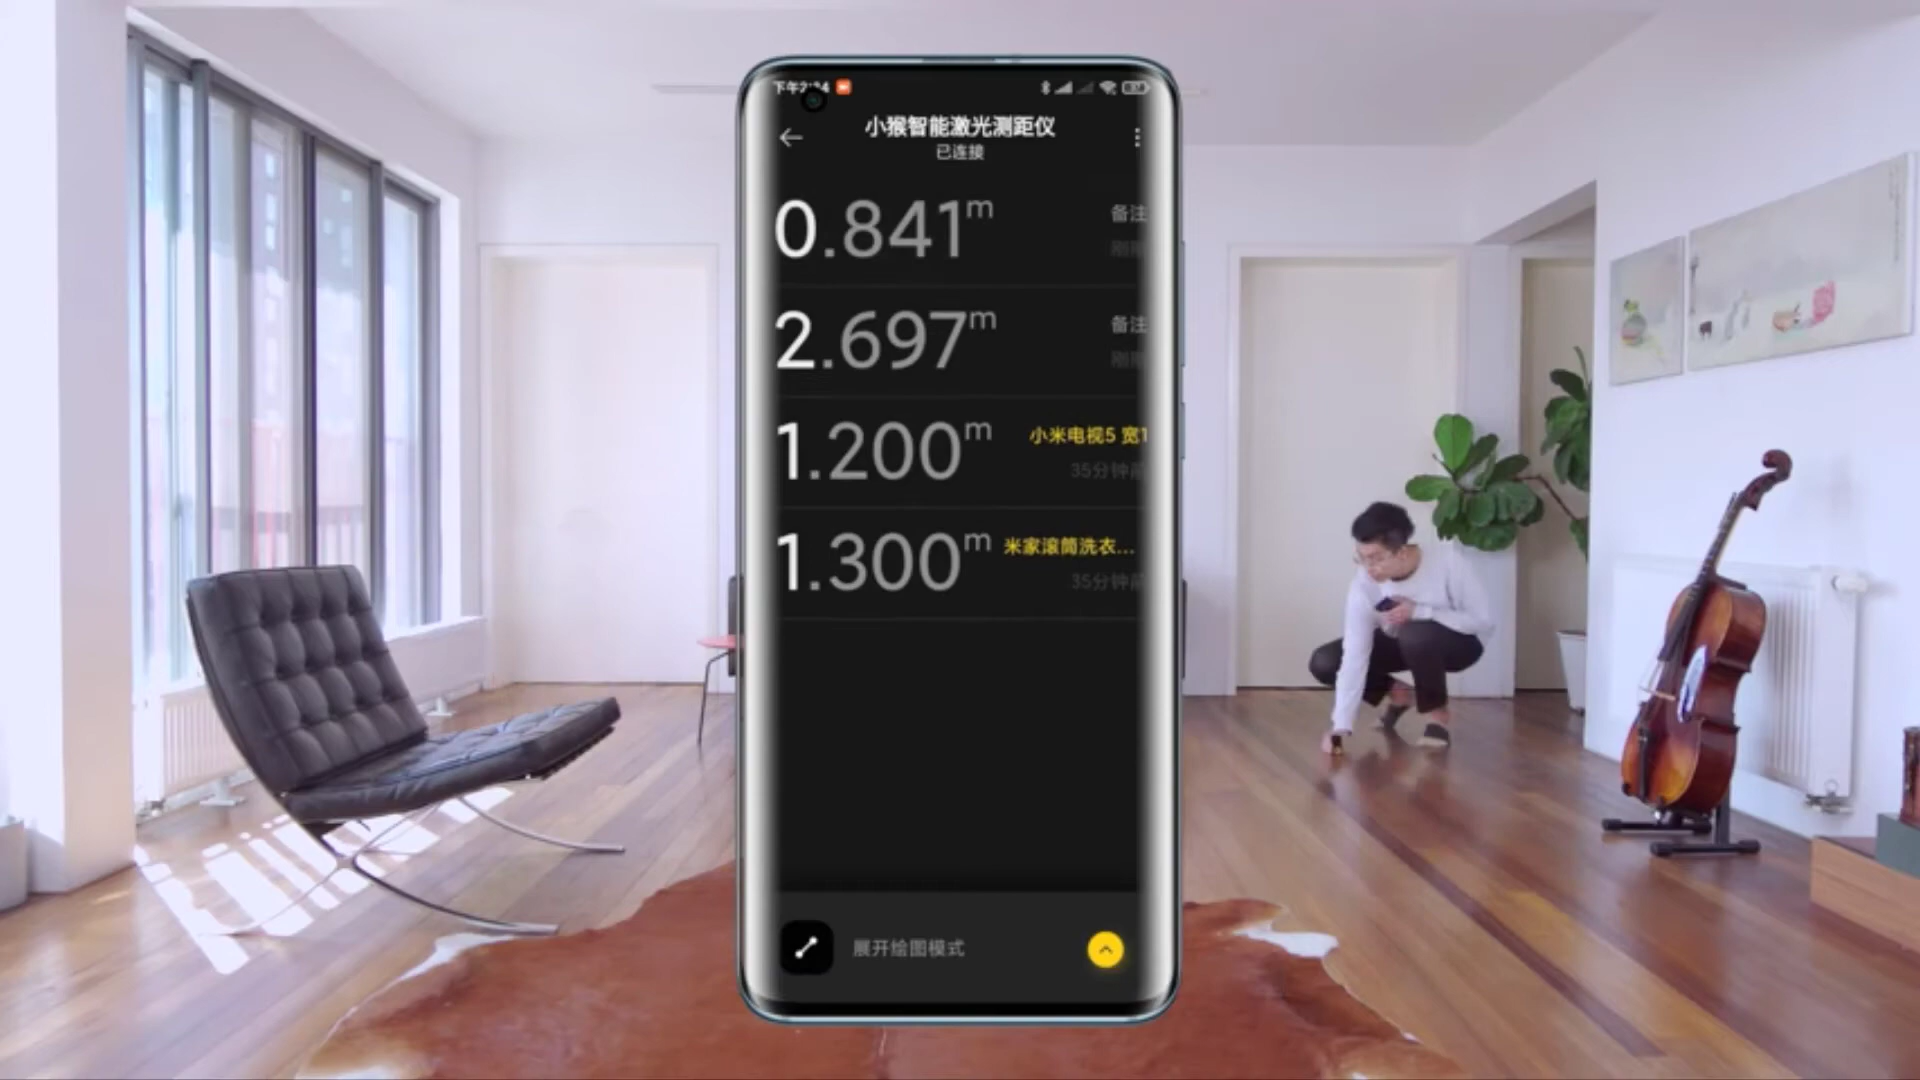 小猴智能激光测距仪
已连接
0.841m
备注
2.697m
备注
1.200m
小米电视5 宽1
35分钟前
1.300m
米家滚筒洗衣...
35分钟前
展开绘图模式